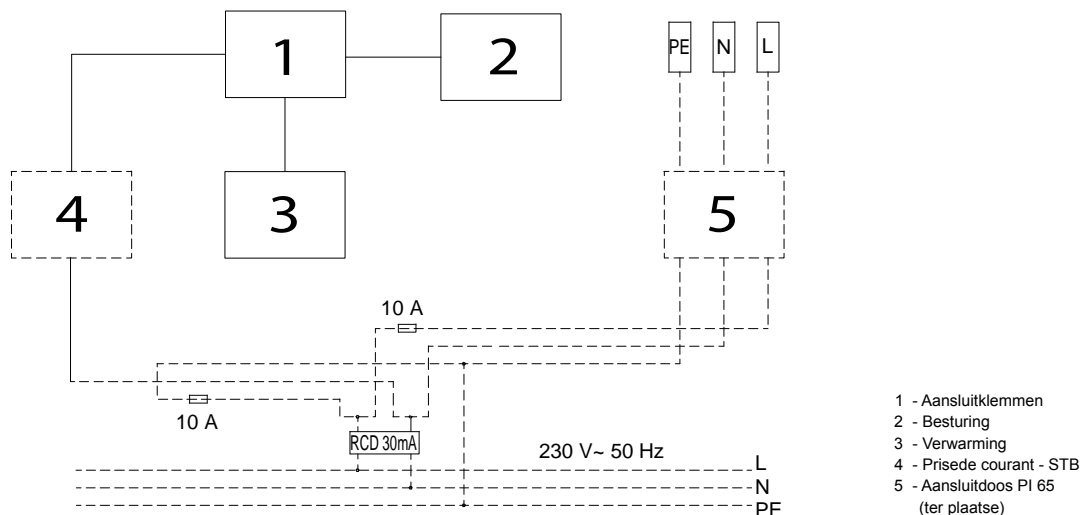 1
2
PE N L
4
3
5
10 A
10 A
RCD 30mA
230 V~ 50 Hz
L
N
PE
1 - Aansluitklemmen
2 - Besturing
3 - Verwarming
4 - Prisede courant - STB
5 - Aansluitdoos PI 65
(ter plaatse)